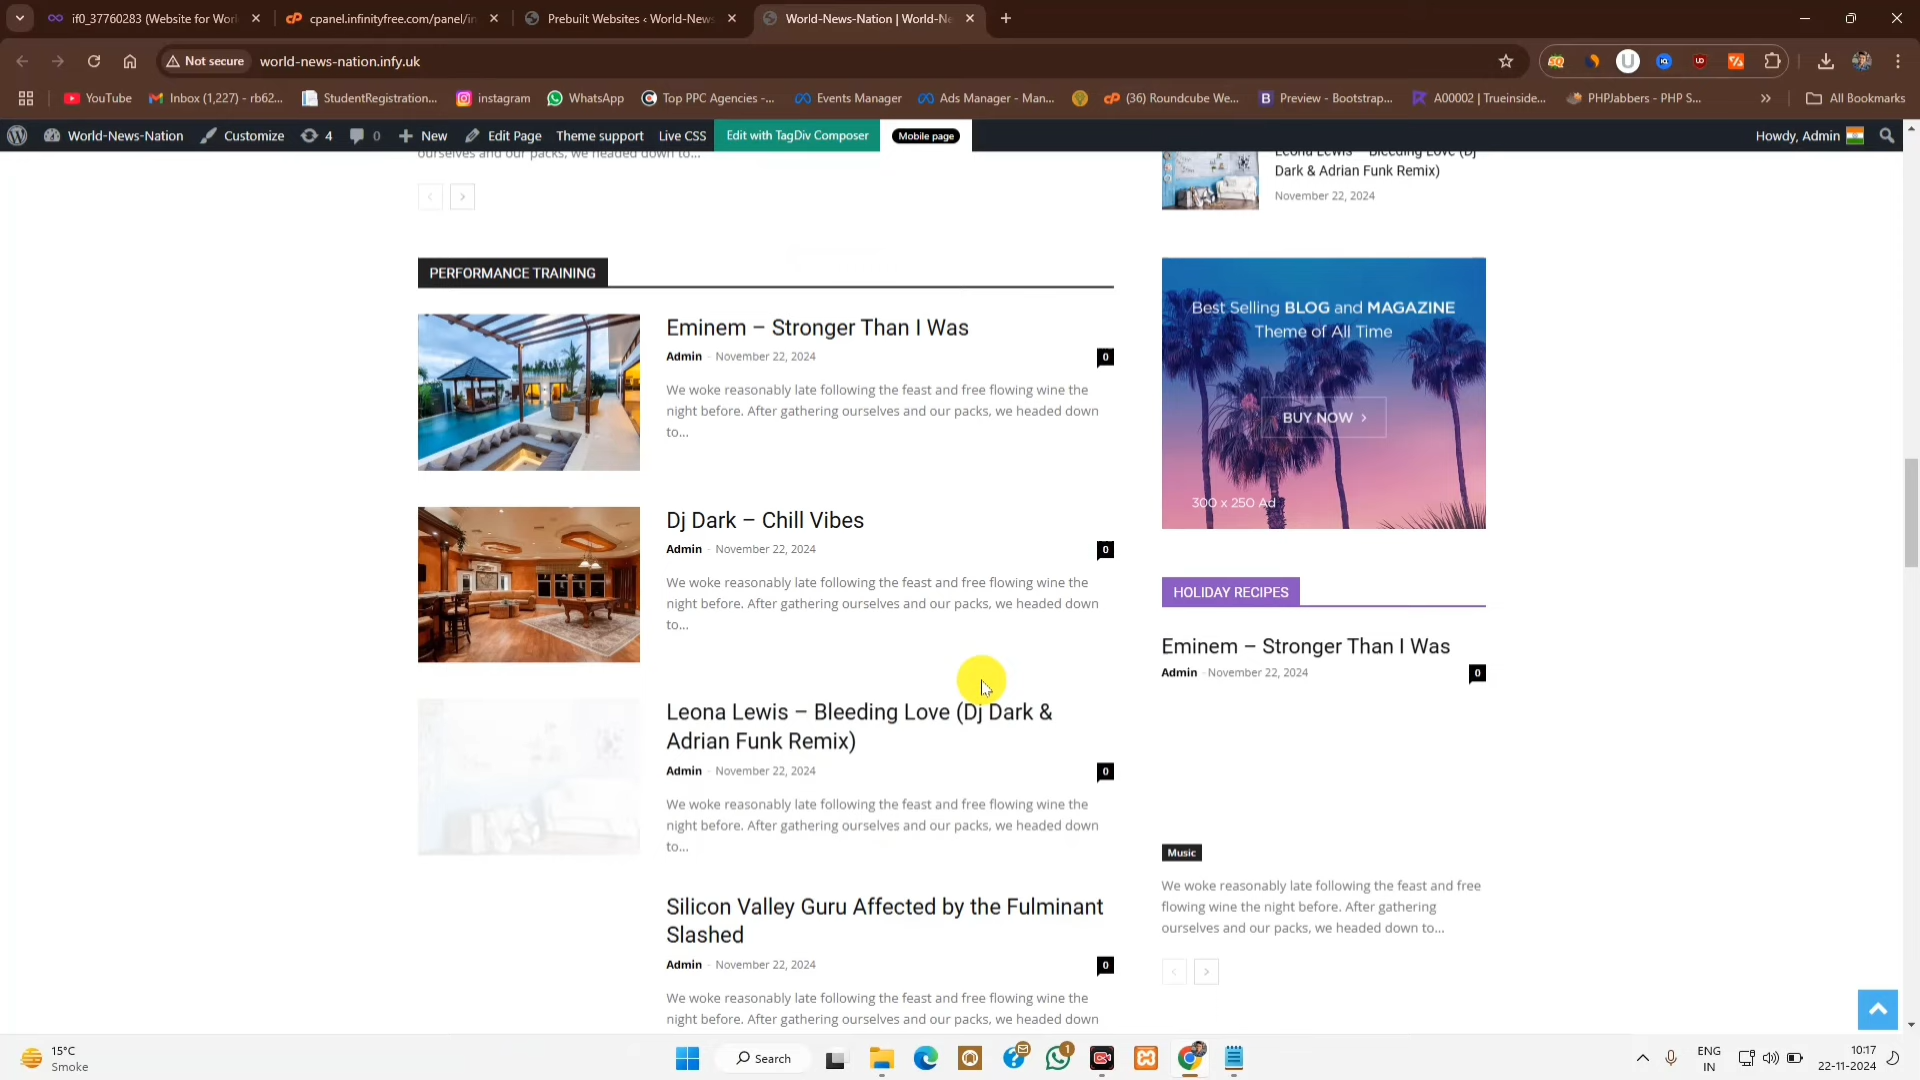 if0_37760283 (Website for Wor
cpanel.infinityfree.com/panel/in
Prebuilt Websites ‹ World-News
World-News-Nation | World-Ne
Not secure
world-news-nation.infy.uk
YouTube
Inbox (1,227) - rb62...
StudentRegistration...
instagram
WhatsApp
Top PPC Agencies -...
Events Manager
Ads Manager - Man...
(36) Roundcube We...
Preview - Bootstrap...
A00002 | Trueinside...
PHPJabbers - PHP S...
All Bookmarks
World-News-Nation
Customize
4
0
New
Edit Page
Theme support
Live CSS
Edit with TagDiv Composer
Mobile page
Howdy, Admin
ourselves and our packs, we headed down to...
Leona Lewis – Bleeding Love (Dj
Dark & Adrian Funk Remix)
November 22, 2024
PERFORMANCE TRAINING
Eminem – Stronger Than I Was
Admin - November 22, 2024
0
We woke reasonably late following the feast and free flowing wine the
night before. After gathering ourselves and our packs, we headed down
to...
Dj Dark – Chill Vibes
Admin - November 22, 2024
0
We woke reasonably late following the feast and free flowing wine the
night before. After gathering ourselves and our packs, we headed down
to...
Leona Lewis – Bleeding Love (Dj Dark &
Adrian Funk Remix)
Admin - November 22, 2024
0
We woke reasonably late following the feast and free flowing wine the
night before. After gathering ourselves and our packs, we headed down
to...
Silicon Valley Guru Affected by the Fulminant
Slashed
Admin - November 22, 2024
0
We woke reasonably late following the feast and free flowing wine the
night before. After gathering ourselves and our packs, we headed down
Best Selling BLOG and MAGAZINE
Theme of All Time
BUY NOW >
300 x 250 Ad
HOLIDAY RECIPES
Eminem – Stronger Than I Was
Admin - November 22, 2024
0
Music
We woke reasonably late following the feast and free
flowing wine the night before. After gathering
ourselves and our packs, we headed down to...
15°C
Smoke
Search
1
ENG
IN
10:17
22-11-2024